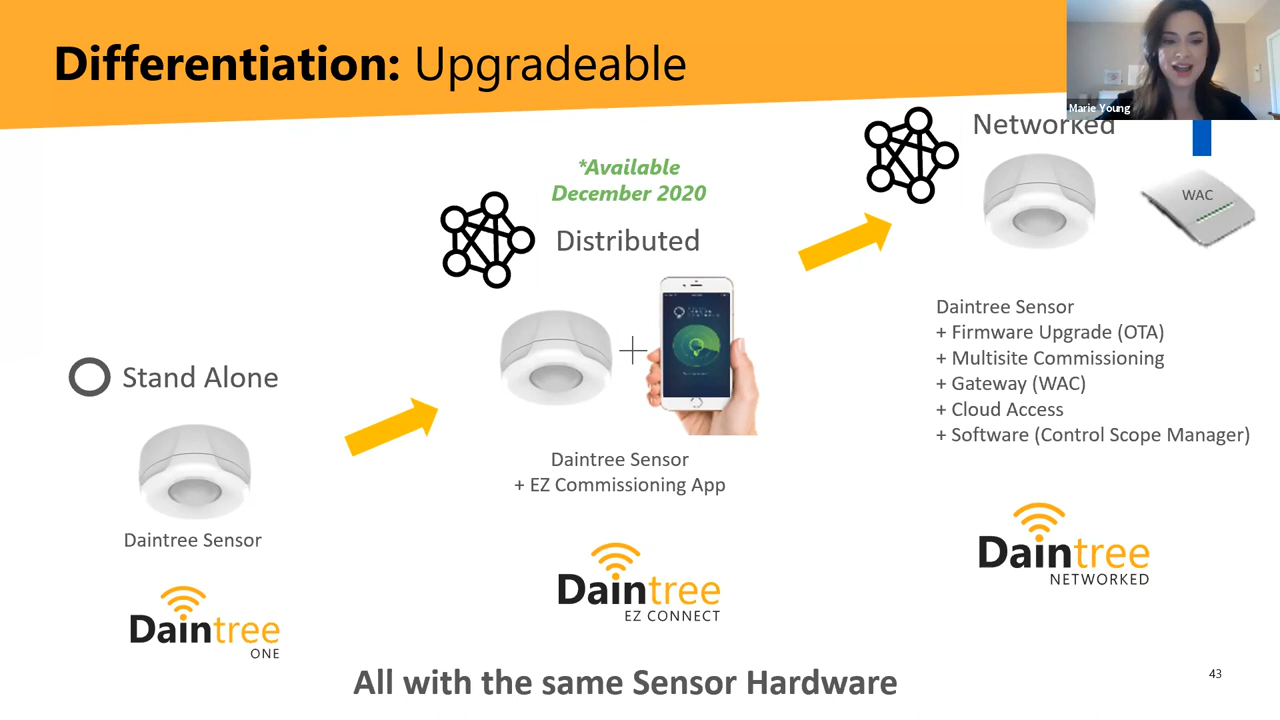 Differentiation: Upgradeable
Marie Young
Networked
WAC
*Available
December 2020
Distributed
Daintree Sensor
+ Firmware Upgrade (OTA)
+ Multisite Commissioning
+ Gateway (WAC)
+ Cloud Access
+ Software (Control Scope Manager)
Stand Alone
Daintree Sensor
+ EZ Commissioning App
Daintree Sensor
Daintree
NETWORKED
Daintree
EZ CONNECT
Daintree
ONE
All with the same Sensor Hardware
43